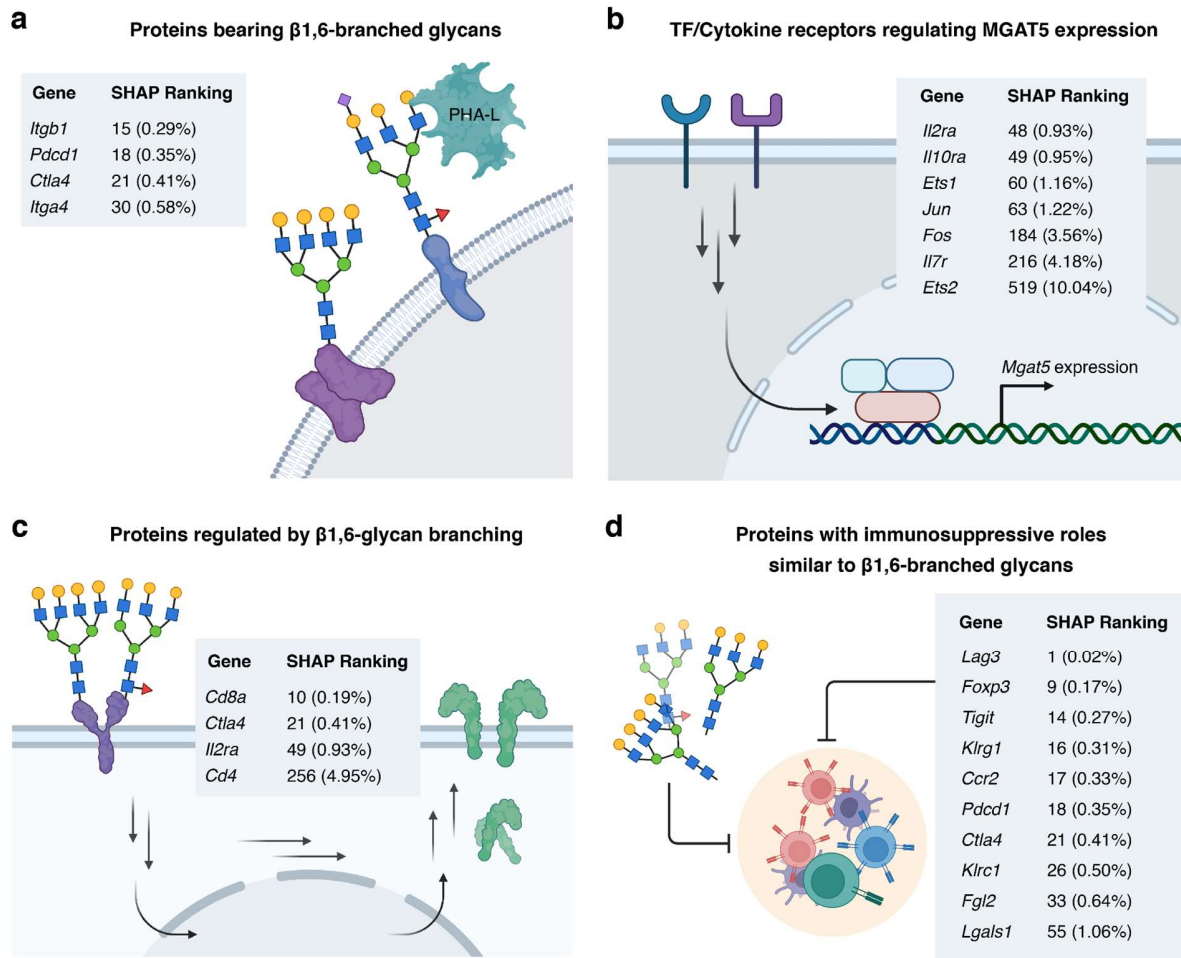 a
Proteins bearing β1,6-branched glycans
Gene SHAP Ranking
Itgb1 15 (0.29%)
Pdcd1 18 (0.35%)
Ctla4 21 (0.41%)
Itga4 30 (0.58%)
PHA-L
b
TF/Cytokine receptors regulating MGAT5 expression
Gene SHAP Ranking
Il2ra 48 (0.93%)
Il10ra 49 (0.95%)
Ets1 60 (1.16%)
Jun 63 (1.22%)
Fos 184 (3.56%)
Il7r 216 (4.18%)
Ets2 519 (10.04%)
Mgat5 expression
c
Proteins regulated by β1,6-glycan branching
Gene SHAP Ranking
Cd8a 10 (0.19%)
Ctla4 21 (0.41%)
Il2ra 49 (0.93%)
Cd4 256 (4.95%)
d
Proteins with immunosuppressive roles
similar to β1,6-branched glycans
Gene SHAP Ranking
Lag3 1 (0.02%)
Foxp3 9 (0.17%)
Tigit 14 (0.27%)
Klrg1 16 (0.31%)
Ccr2 17 (0.33%)
Pdcd1 18 (0.35%)
Ctla4 21 (0.41%)
Klrc1 26 (0.50%)
Fgl2 33 (0.64%)
Lgals1 55 (1.06%)